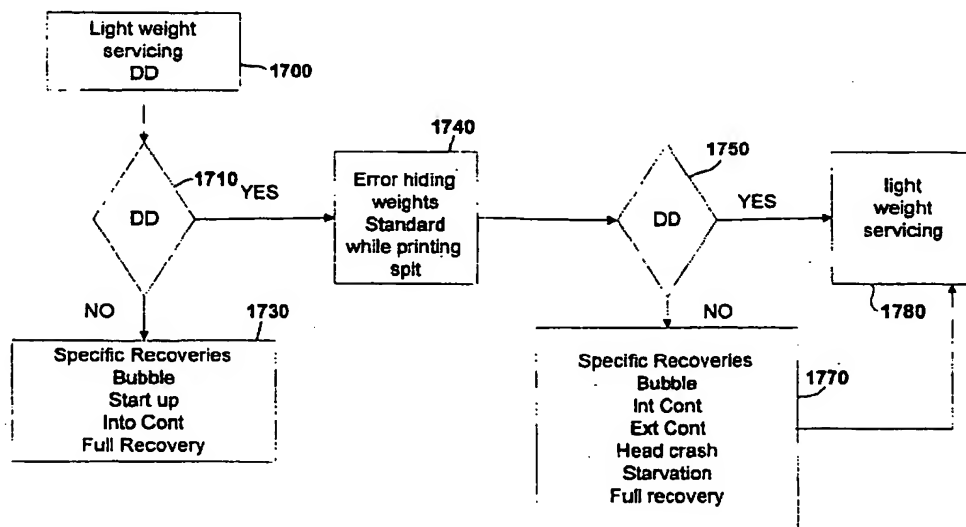 Light weight
servicing
DD
1700
1710
DD
YES
NO
1730
Specific Recoveries
Bubble
Start up
Into Cont
Full Recovery
1740
Error hiding
weights
Standard
while printing
spit
1750
DD
YES
NO
light
weight
servicing
1780
Specific Recoveries
Bubble
Int Cont
Ext Cont
Head crash
Starvation
Full recovery
1770